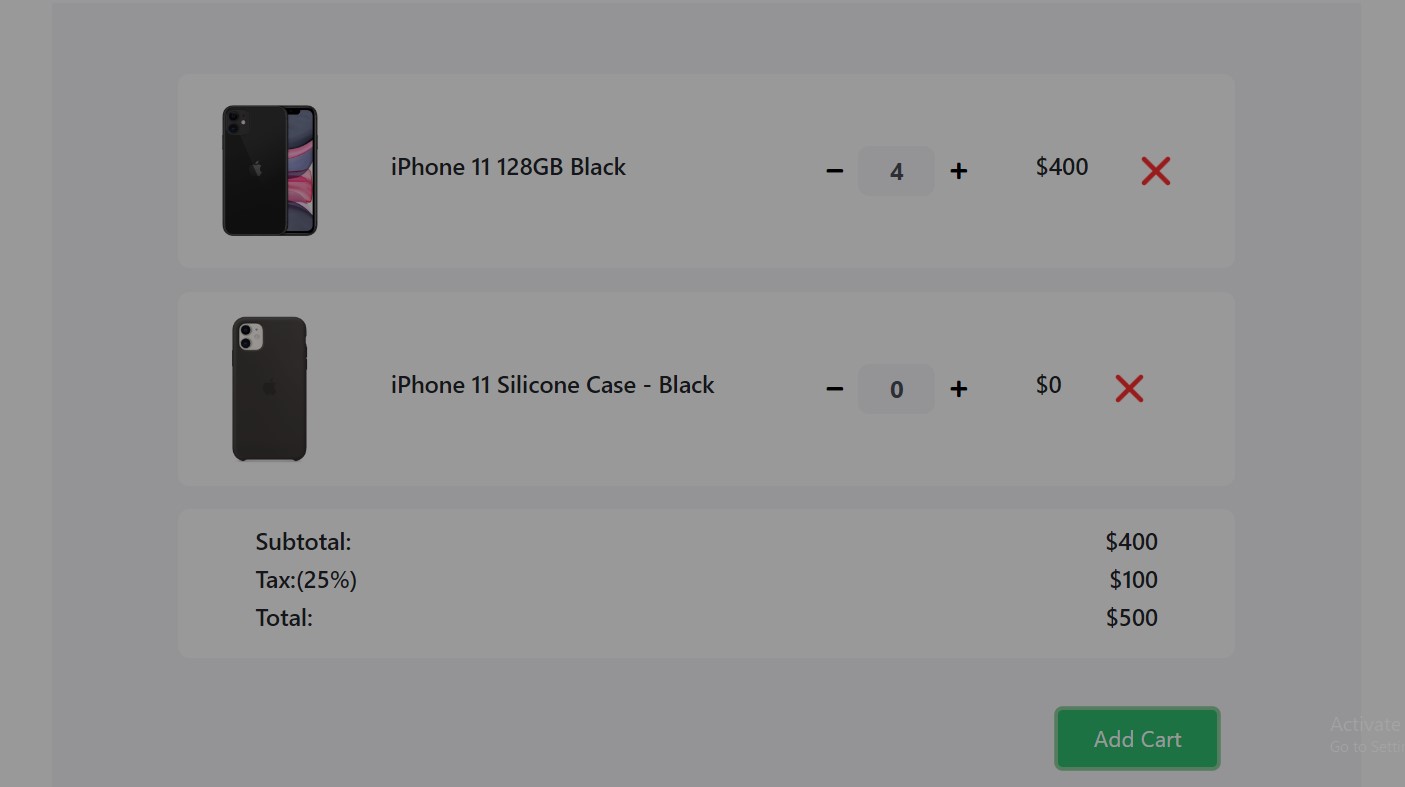 iPhone 11 128GB Black − 4 + $400
iPhone 11 Silicone Case - Black − 0 + $0
Subtotal: $400
Tax:(25%) $100
Total: $500
Add Cart
Activate
Go to